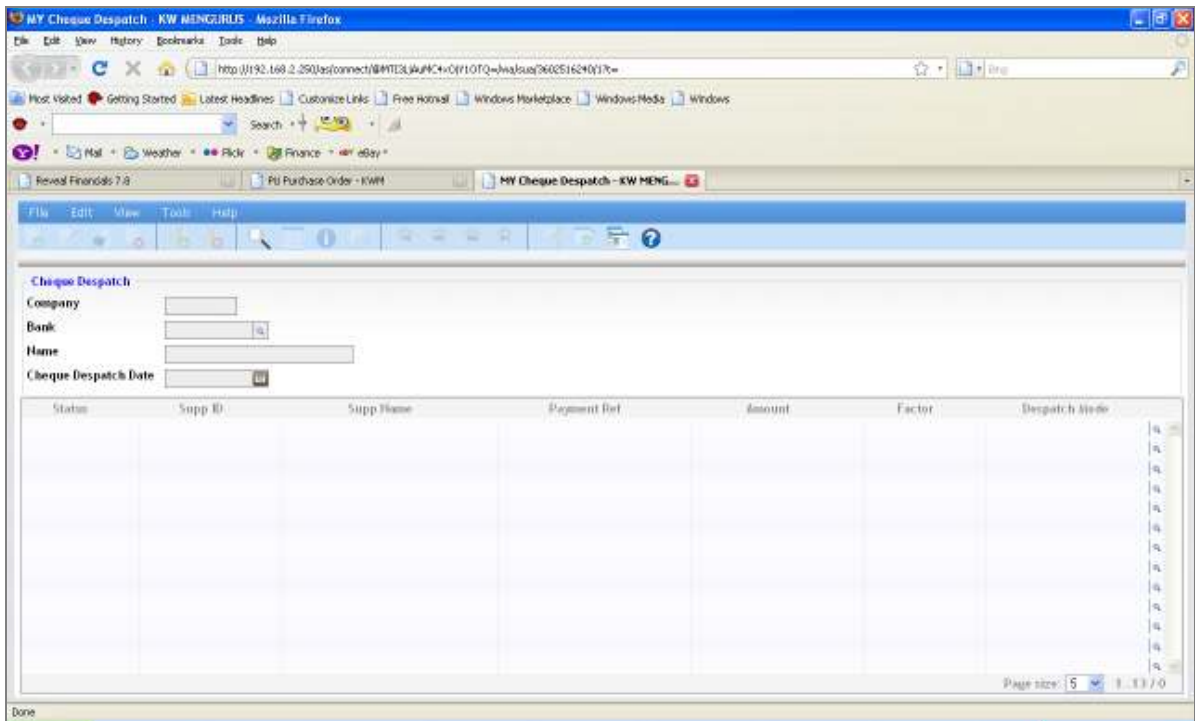 MY Cheque Despatch - KW MENGURUS - Mozilla Firefox
File Edit View History Bookmarks Tools Help
Most Visited Getting Started Latest Headlines Customize Links Free Hotmail Windows Marketplace Windows Media Windows
Search
Y! Mail Weather Flickr Finance eBay
Reveal Financials 7.8 PU Purchase Order - KWM MY Cheque Despatch - KW MENG...
File Edit View Tools Help
Cheque Despatch
Company
Bank
Name
Cheque Despatch Date
Status Supp ID Supp Name Payment Ref Amount Factor Despatch Mode
Page size: 5 1..13 / 0
Done